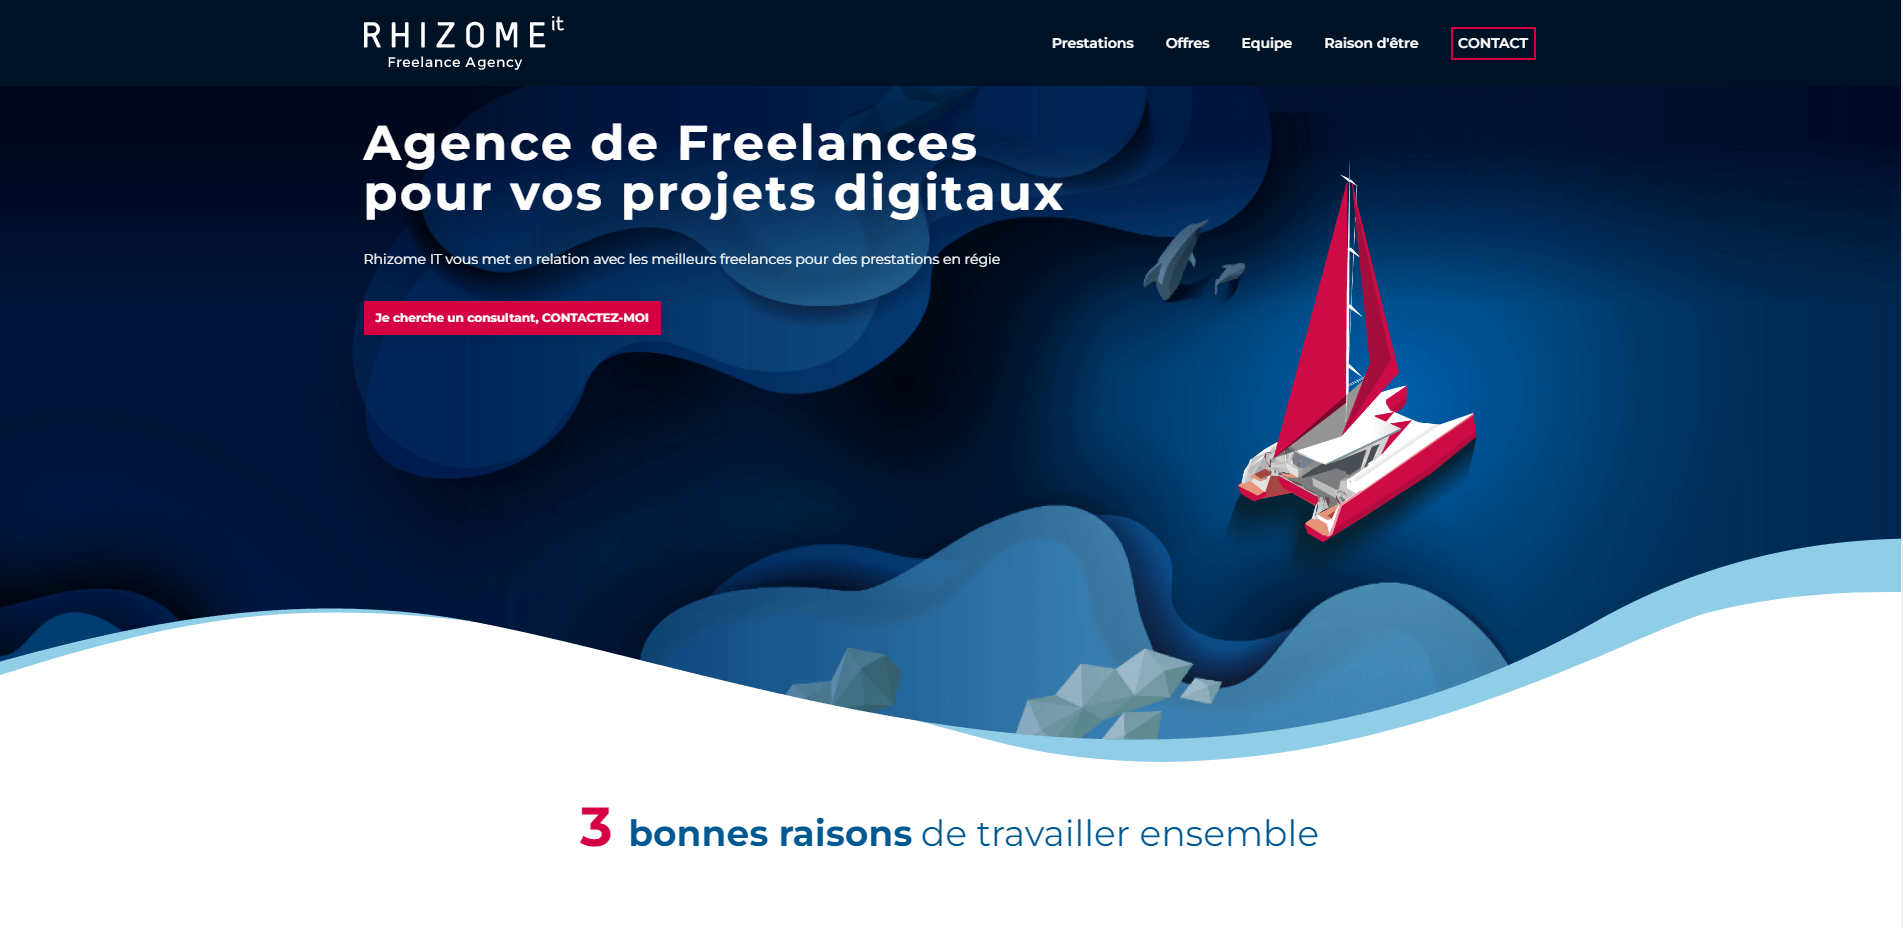 RHIZOME it
Freelance Agency
Prestations Offres Equipe Raison d'être CONTACT
Agence de Freelances
pour vos projets digitaux
Rhizome IT vous met en relation avec les meilleurs freelances pour des prestations en régie
Je cherche un consultant, CONTACTEZ-MOI
3 bonnes raisons de travailler ensemble